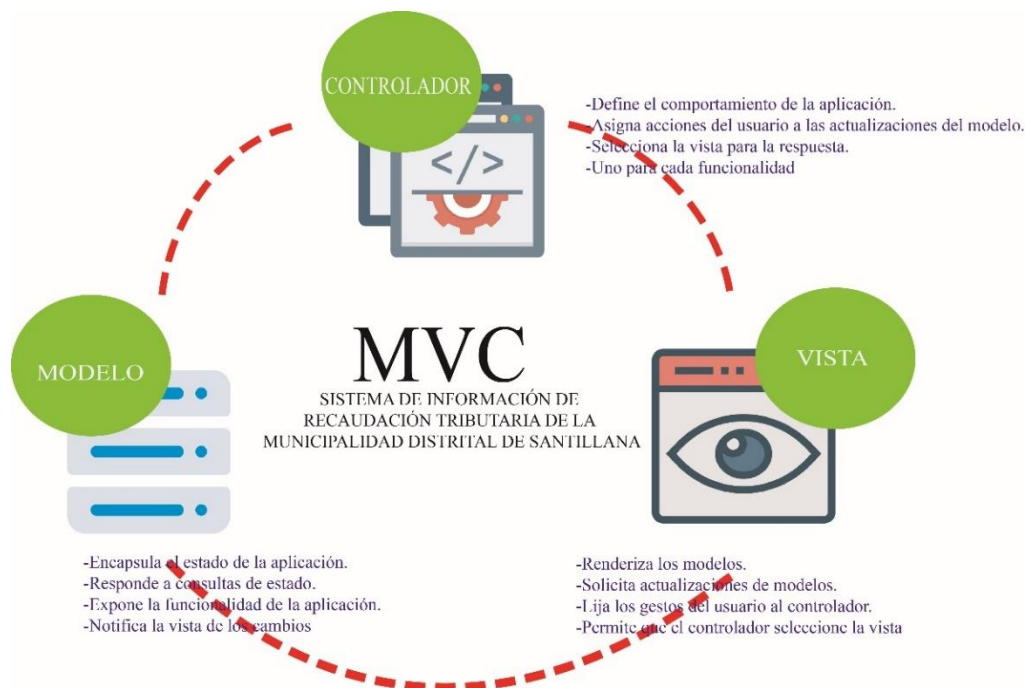 CONTROLADOR
-Define el comportamiento de la aplicación.
-Asigna acciones del usuario a las actualizaciones del modelo.
-Selecciona la vista para la respuesta.
-Uno para cada funcionalidad
</>
MODELO
MVC
SISTEMA DE INFORMACIÓN DE
RECAUDACIÓN TRIBUTARIA DE LA
MUNICIPALIDAD DISTRITAL DE SANTILLANA
VISTA
-Encapsula el estado de la aplicación.
-Responde a consultas de estado.
-Expone la funcionalidad de la aplicación.
-Notifica la vista de los cambios
-Renderiza los modelos.
-Solicita actualizaciones de modelos.
-Lija los gestos del usuario al controlador.
-Permite que el controlador seleccione la vista